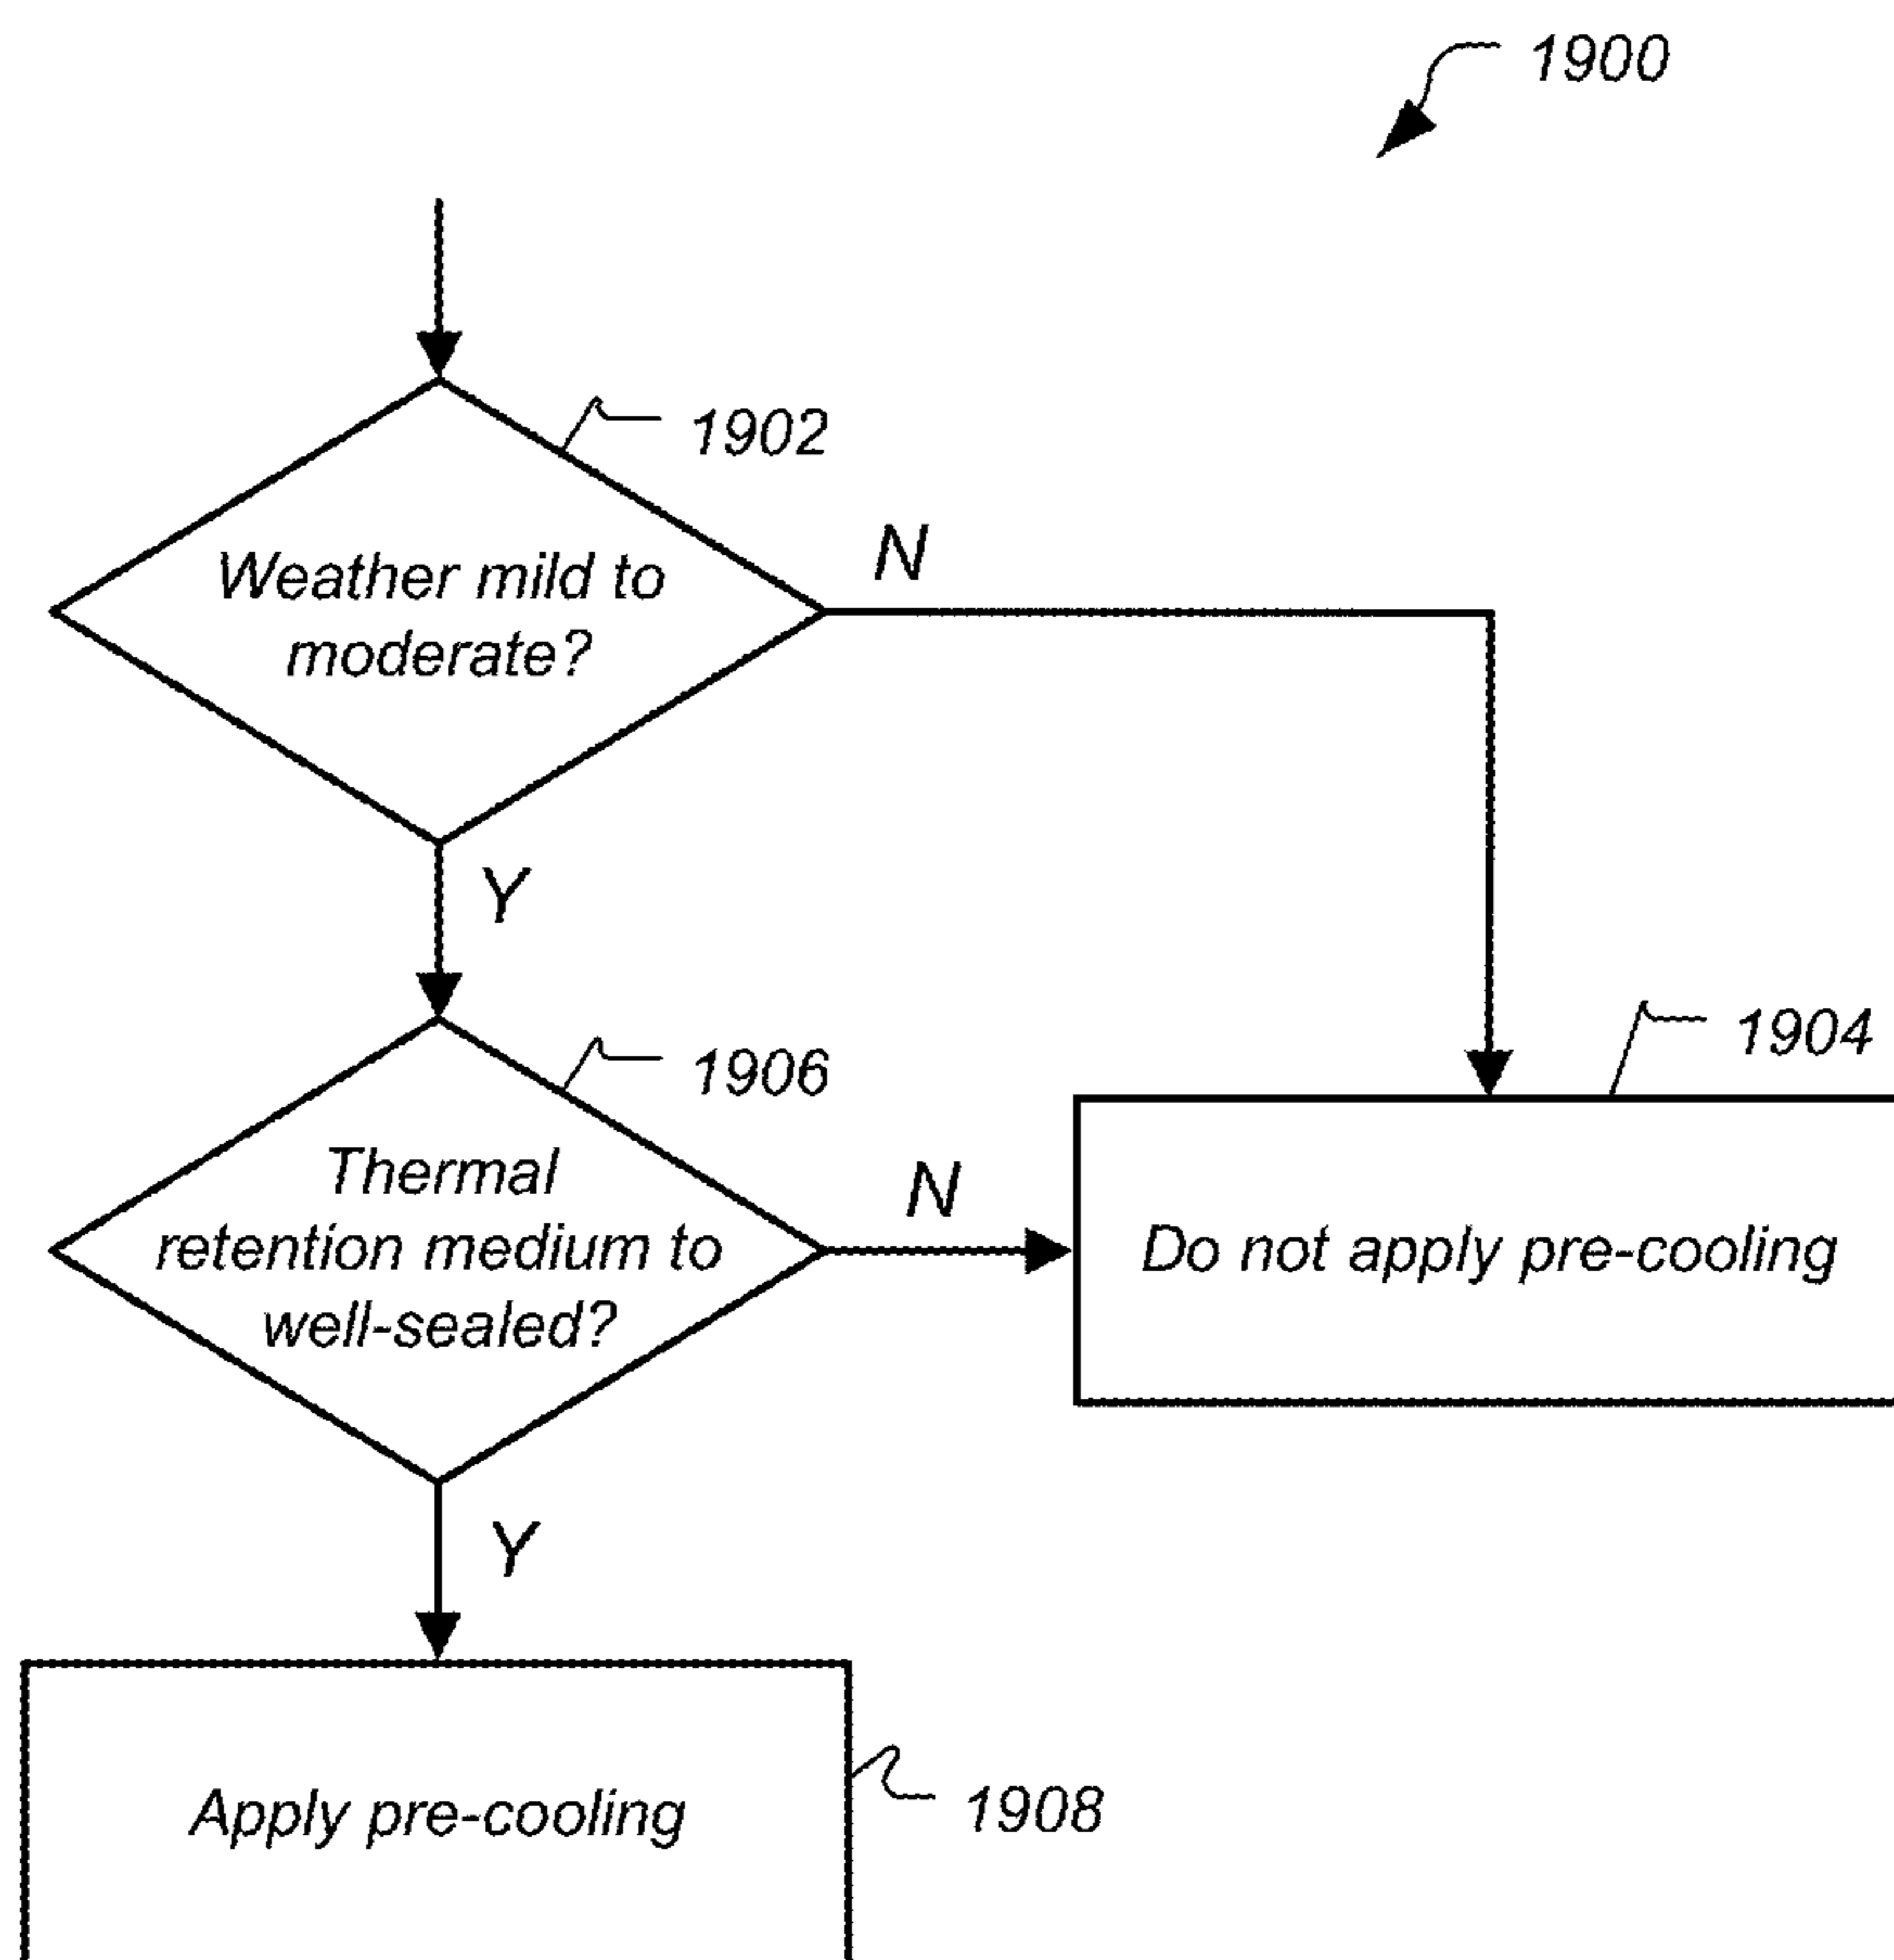 1900
1902
Weather mild to
moderate?
N
Y
1906
1904
Thermal
retention medium to
well-sealed?
N
Do not apply pre-cooling
Y
Apply pre-cooling
1908